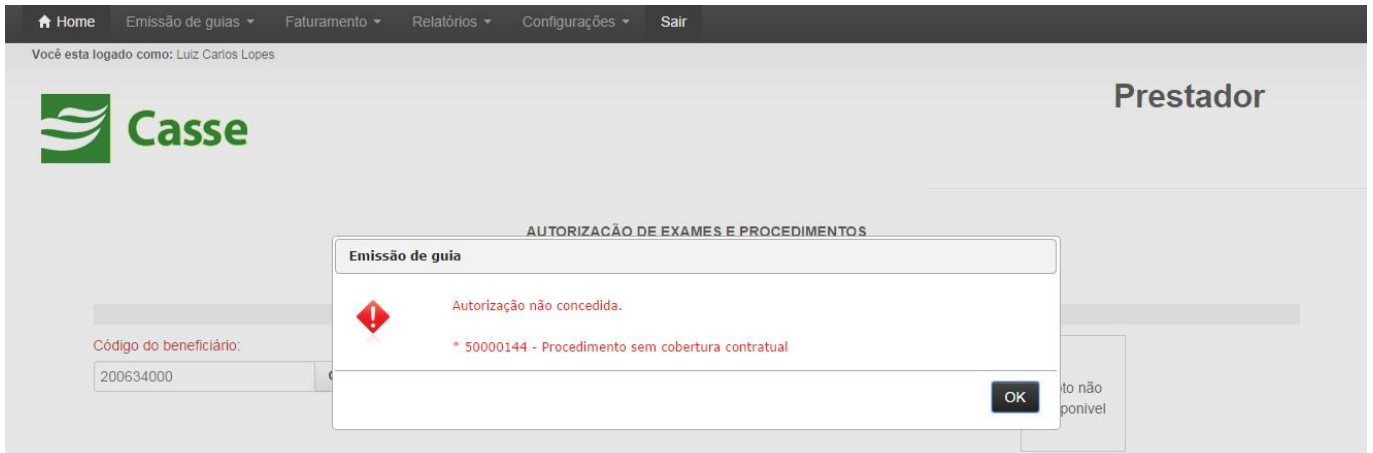 Home Emissão de guias Faturamento Relatórios Configurações Sair
Você esta logado como: Luiz Carlos Lopes
Prestador
Casse
AUTORIZAÇÃO DE EXAMES E PROCEDIMENTOS
Emissão de guia
Autorização não concedida.
* 50000144 - Procedimento sem cobertura contratual
Código do beneficiário:
200634000
OK
não